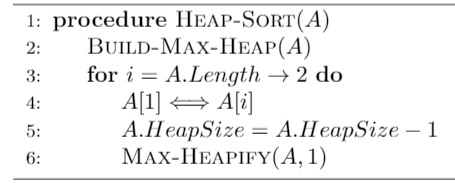 1: procedure HEAP-SORT(A)
2: BUILD-MAX-HEAP(A)
3: for i = A.Length → 2 do
4: A[1] ⟺ A[i]
5: A.HeapSize = A.HeapSize − 1
6: MAX-HEAPIFY(A, 1)